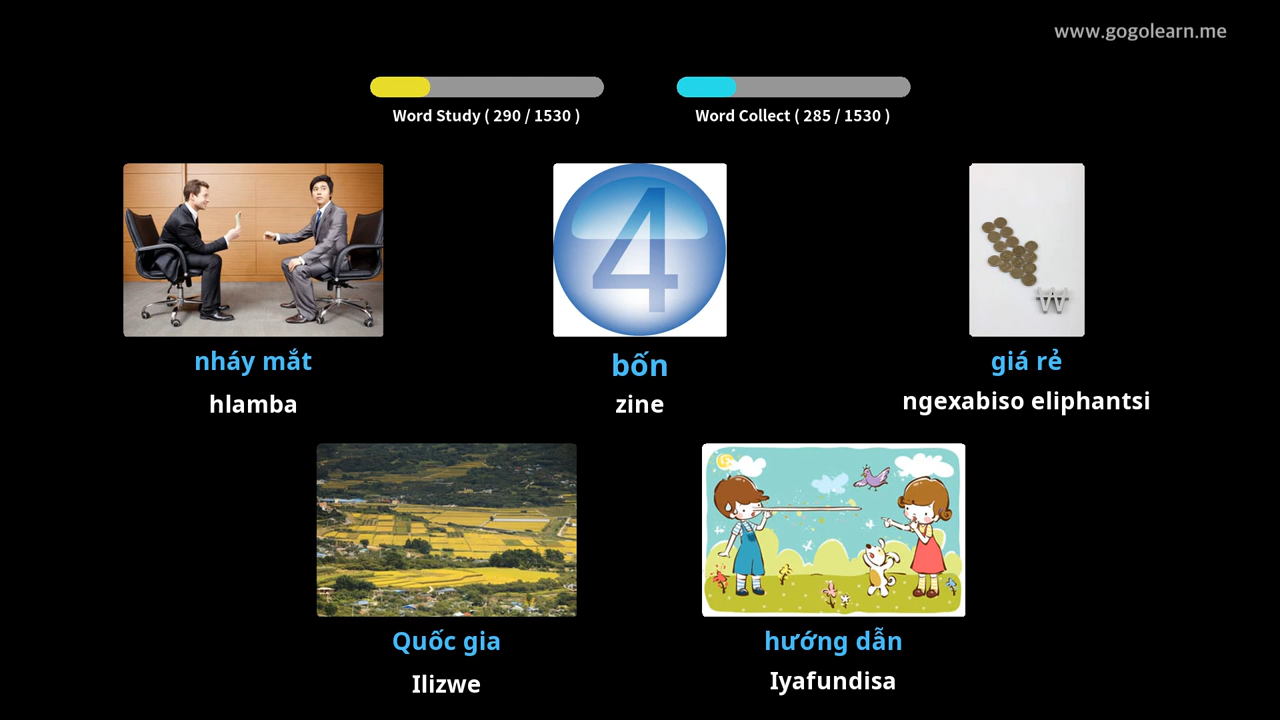 www.gogolearn.me
Word Study ( 290 / 1530 )
Word Collect ( 285 / 1530 )
4
₩
nháy mắt
bốn
giá rẻ
hlamba
zine
ngexabiso eliphantsi
Quốc gia
hướng dẫn
Ilizwe
Iyafundisa